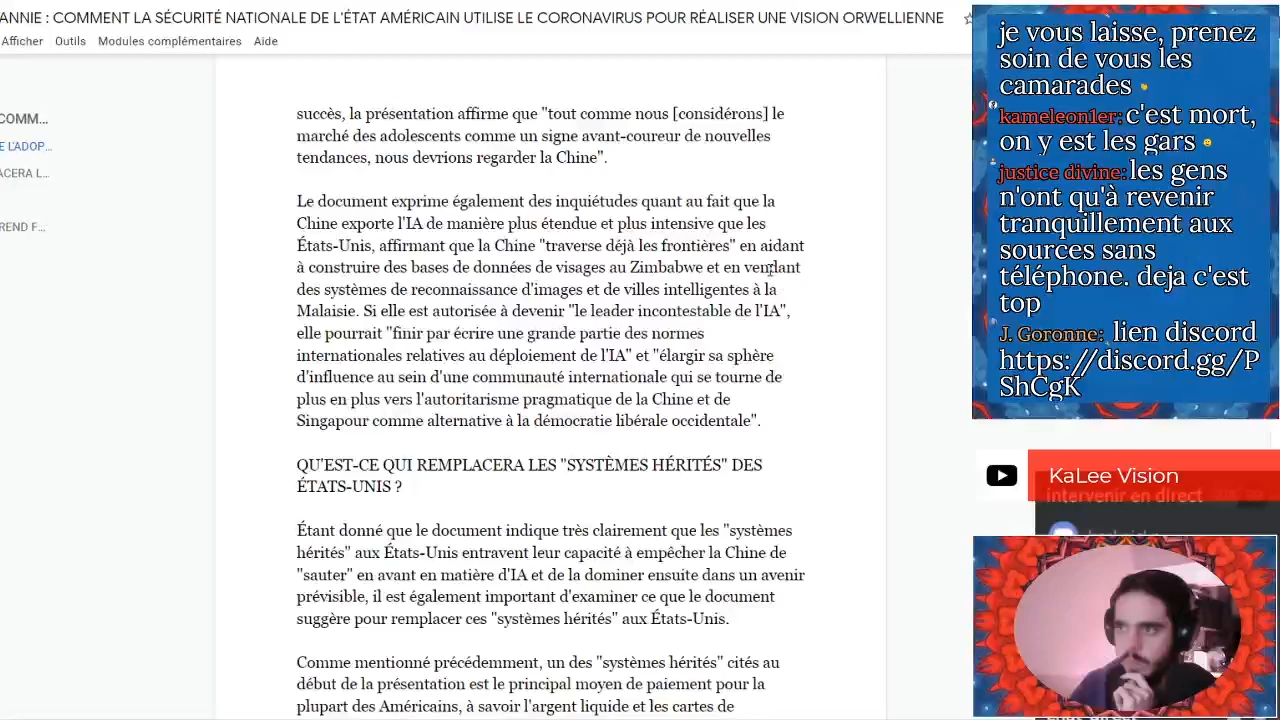 ANNIE : COMMENT LA SÉCURITÉ NATIONALE DE L'ÉTAT AMÉRICAIN UTILISE LE CORONAVIRUS POUR RÉALISER UNE VISION ORWELLIENNE
Afficher Outils Modules complémentaires Aide
COMM...
E L'ADOP...
ACERA L...
REND F...
succès, la présentation affirme que "tout comme nous [considérons] le
marché des adolescents comme un signe avant-coureur de nouvelles
tendances, nous devrions regarder la Chine".
Le document exprime également des inquiétudes quant au fait que la
Chine exporte l'IA de manière plus étendue et plus intensive que les
États-Unis, affirmant que la Chine "traverse déjà les frontières" en aidant
à construire des bases de données de visages au Zimbabwe et en vendant
des systèmes de reconnaissance d'images et de villes intelligentes à la
Malaisie. Si elle est autorisée à devenir "le leader incontestable de l'IA",
elle pourrait "finir par écrire une grande partie des normes
internationales relatives au déploiement de l'IA" et "élargir sa sphère
d'influence au sein d'une communauté internationale qui se tourne de
plus en plus vers l'autoritarisme pragmatique de la Chine et de
Singapour comme alternative à la démocratie libérale occidentale".
QU'EST-CE QUI REMPLACERA LES "SYSTÈMES HÉRITÉS" DES
ÉTATS-UNIS ?
Étant donné que le document indique très clairement que les "systèmes
hérités" aux États-Unis entravent leur capacité à empêcher la Chine de
"sauter" en avant en matière d'IA et de la dominer ensuite dans un avenir
prévisible, il est également important d'examiner ce que le document
suggère pour remplacer ces "systèmes hérités" aux États-Unis.
Comme mentionné précédemment, un des "systèmes hérités" cités au
début de la présentation est le principal moyen de paiement pour la
plupart des Américains, à savoir l'argent liquide et les cartes de
je vous laisse, prenez
soin de vous les
camarades
kameleon1er: c'est mort,
on y est les gars
justice divine: les gens
n'ont qu'à revenir
tranquillement aux
sources sans
téléphone. deja c'est
top
J. Goronne: lien discord
https://discord.gg/P
ShCgK
KaLee Vision
intervenir en direct